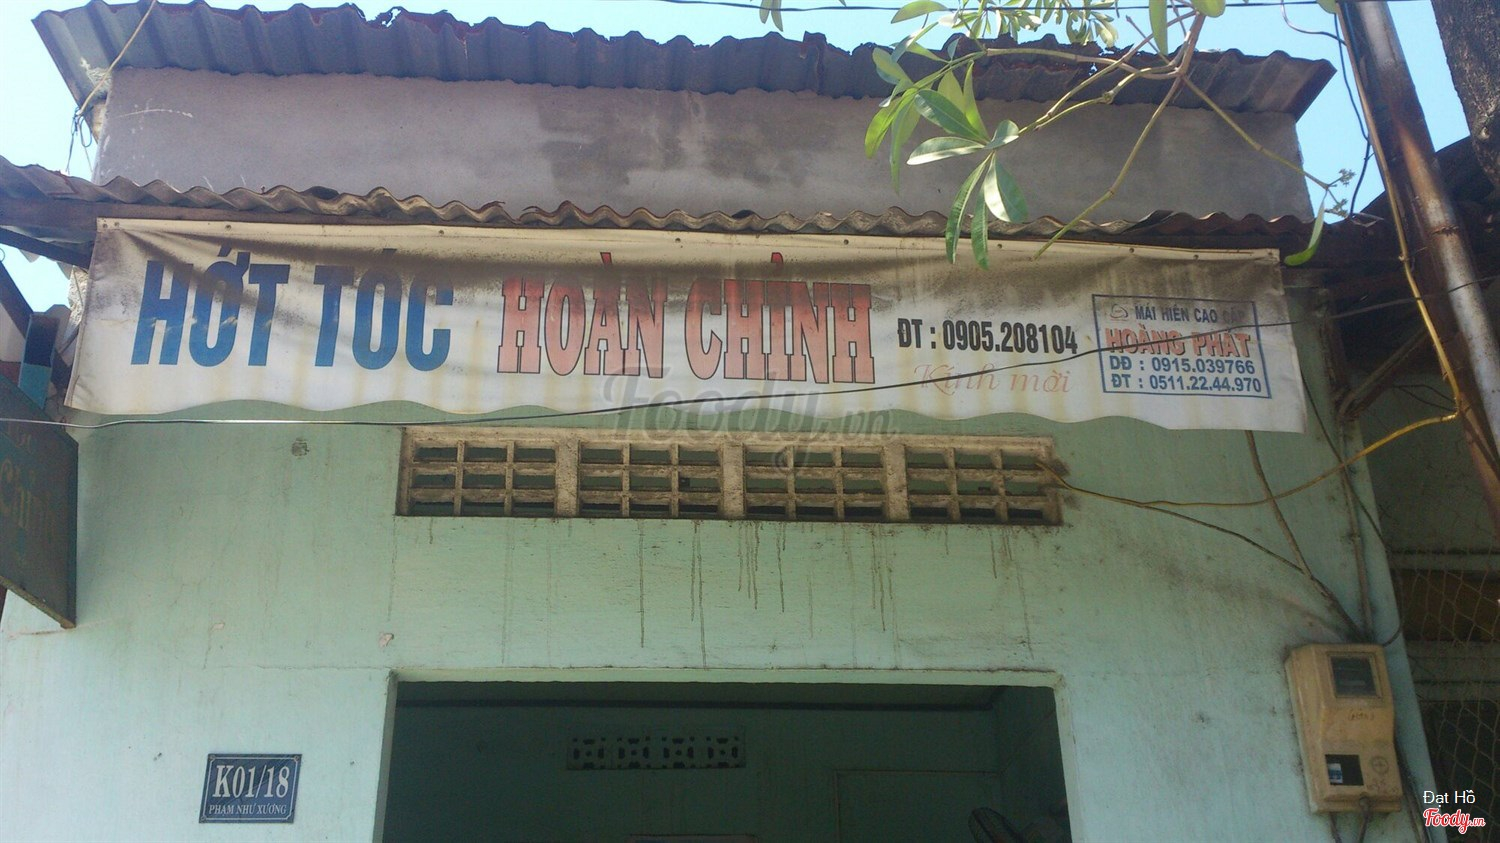 HỚT TÓC HOÀN CHỈNH ĐT : 0905.208104
Kính mời
MÁI HIÊN CAO CẤP
HOÀNG PHÁT
DĐ : 0915.039766
ĐT : 0511.22.44.970
Foody.vn
K01/18
PHẠM NHƯ XƯƠNG
Đạt Hồ
Foody.vn